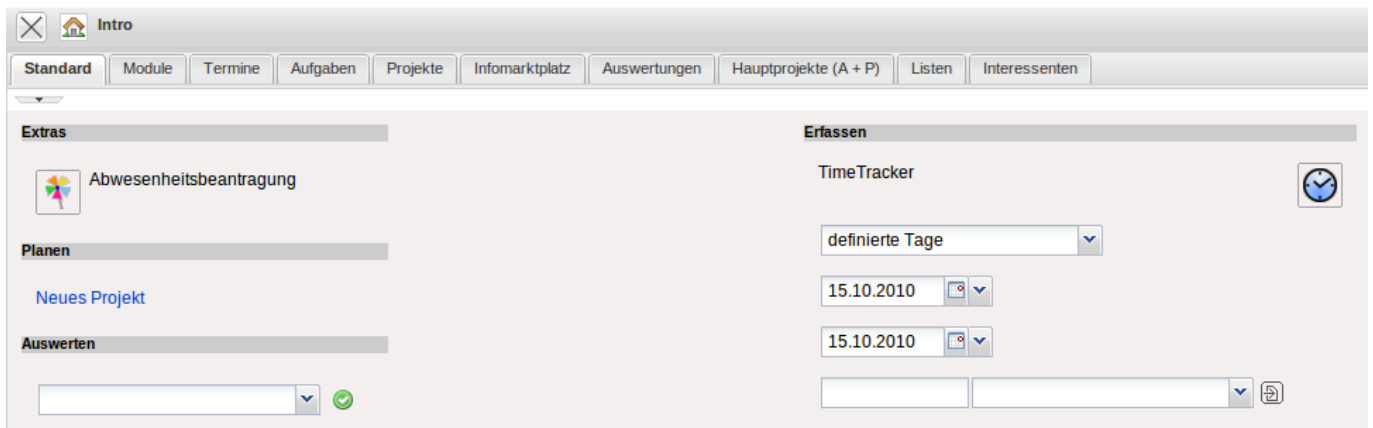 Intro
Standard Module Termine Aufgaben Projekte Infomarktplatz Auswertungen Hauptprojekte (A + P) Listen Interessenten
Extras
Abwesenheitsbeantragung
Planen
Neues Projekt
Auswerten
Erfassen
TimeTracker
definierte Tage
15.10.2010
15.10.2010